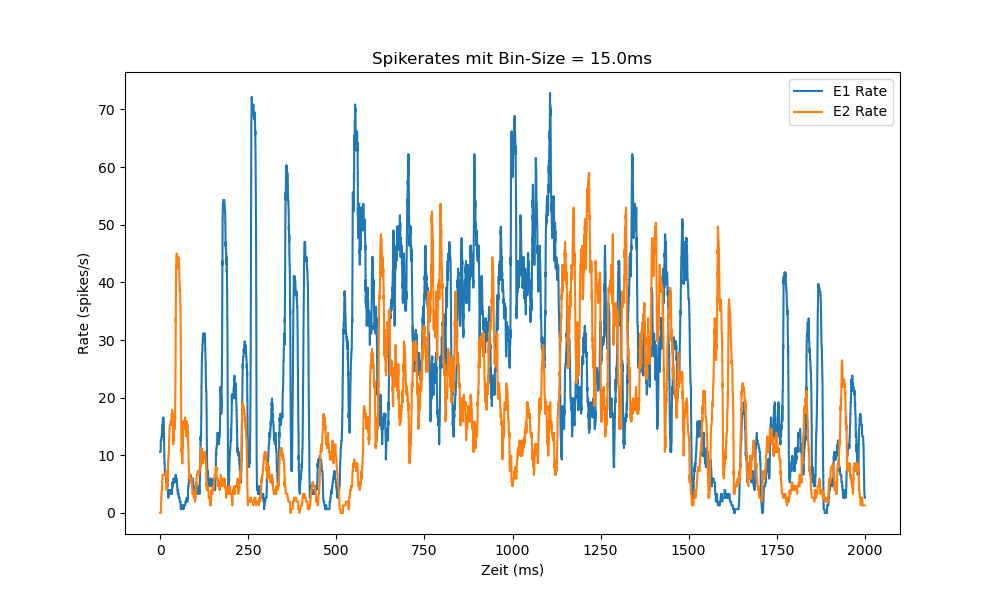 Spikerates mit Bin-Size = 15.0ms
E1 Rate
E2 Rate
70
60
50
40
30
20
10
0
Rate (spikes/s)
0 250 500 750 1000 1250 1500 1750 2000
Zeit (ms)